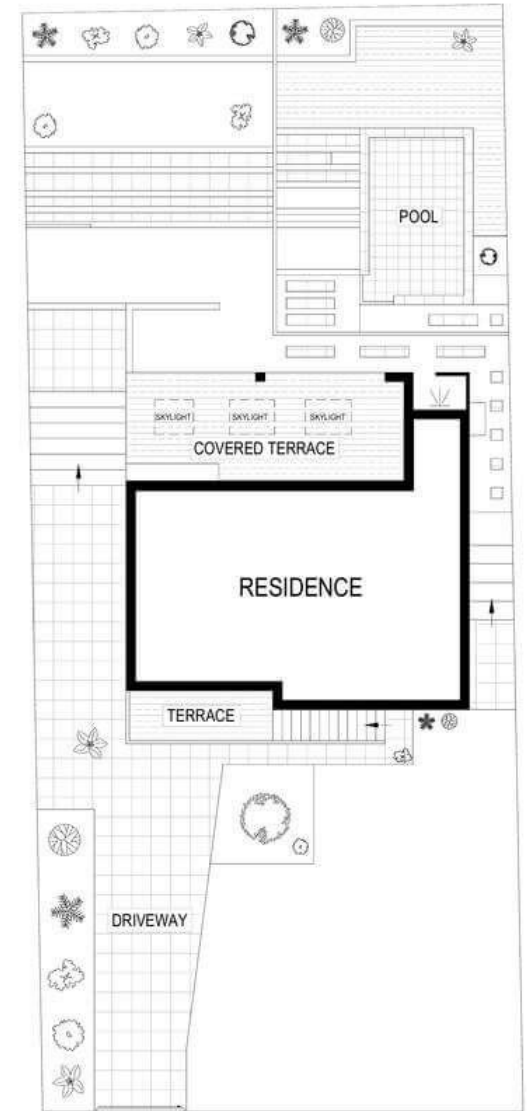 POOL
SKYLIGHT SKYLIGHT SKYLIGHT
COVERED TERRACE
RESIDENCE
TERRACE
DRIVEWAY